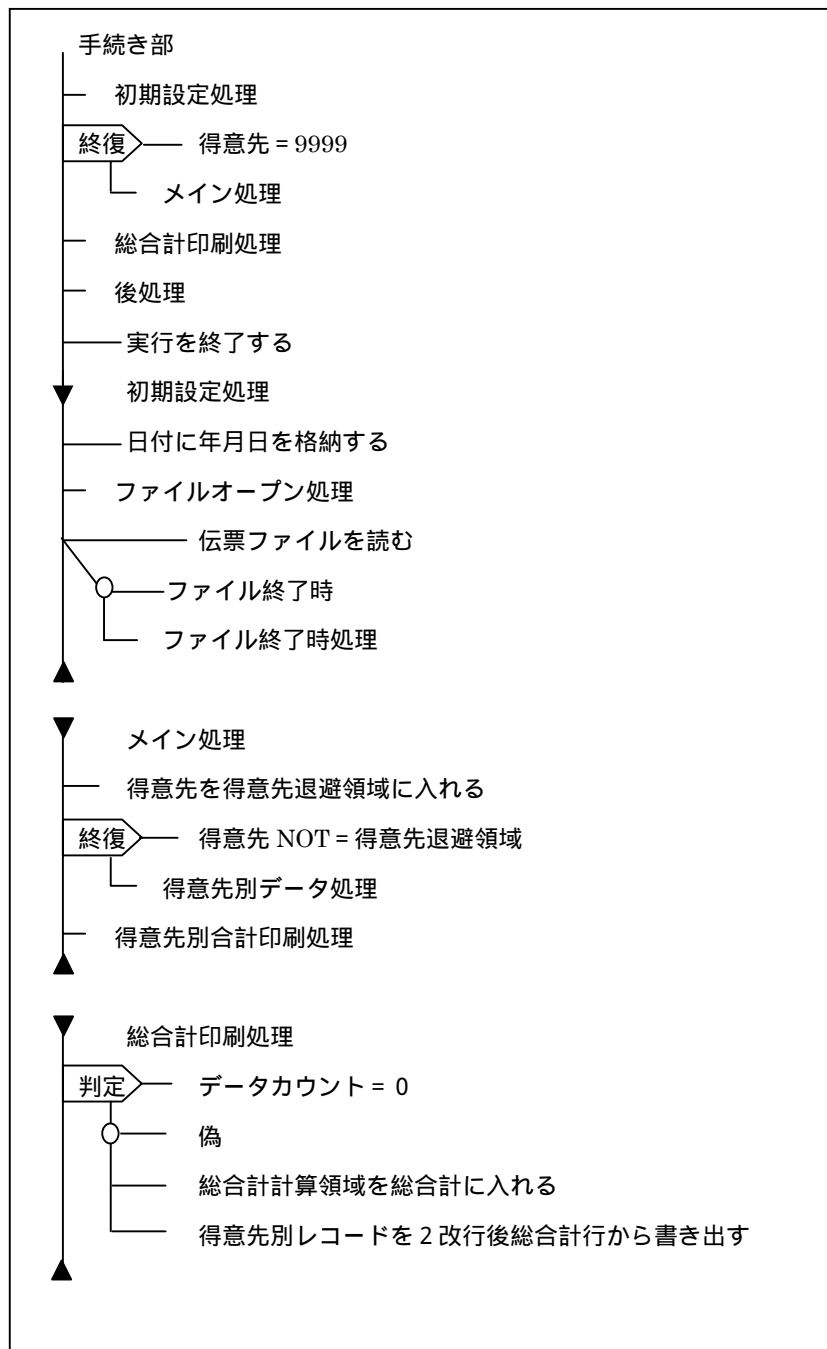 手続き部
初期設定処理
終復 得意先 = 9999
メイン処理
総合計印刷処理
後処理
実行を終了する
初期設定処理
日付に年月日を格納する
ファイルオープン処理
伝票ファイルを読む
ファイル終了時
ファイル終了時処理
メイン処理
得意先を得意先退避領域に入れる
終復 得意先 NOT = 得意先退避領域
得意先別データ処理
得意先別合計印刷処理
総合計印刷処理
判定 データカウント = 0
偽
総合計計算領域を総合計に入れる
得意先別レコードを 2 改行後総合計行から書き出す